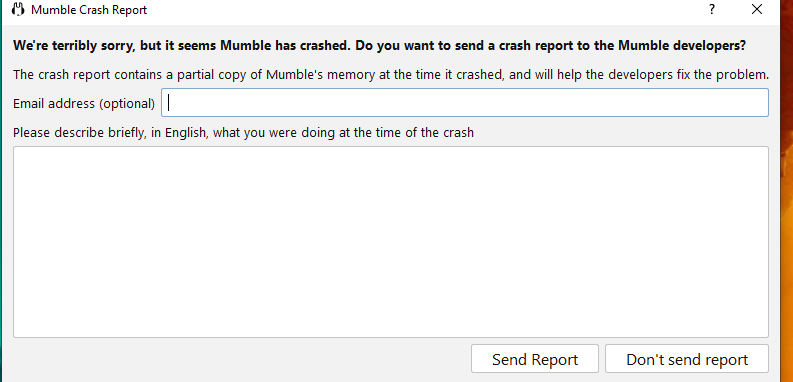 Mumble Crash Report
?
We're terribly sorry, but it seems Mumble has crashed. Do you want to send a crash report to the Mumble developers?
The crash report contains a partial copy of Mumble's memory at the time it crashed, and will help the developers fix the problem.
Email address (optional)
Please describe briefly, in English, what you were doing at the time of the crash
Send Report Don't send report